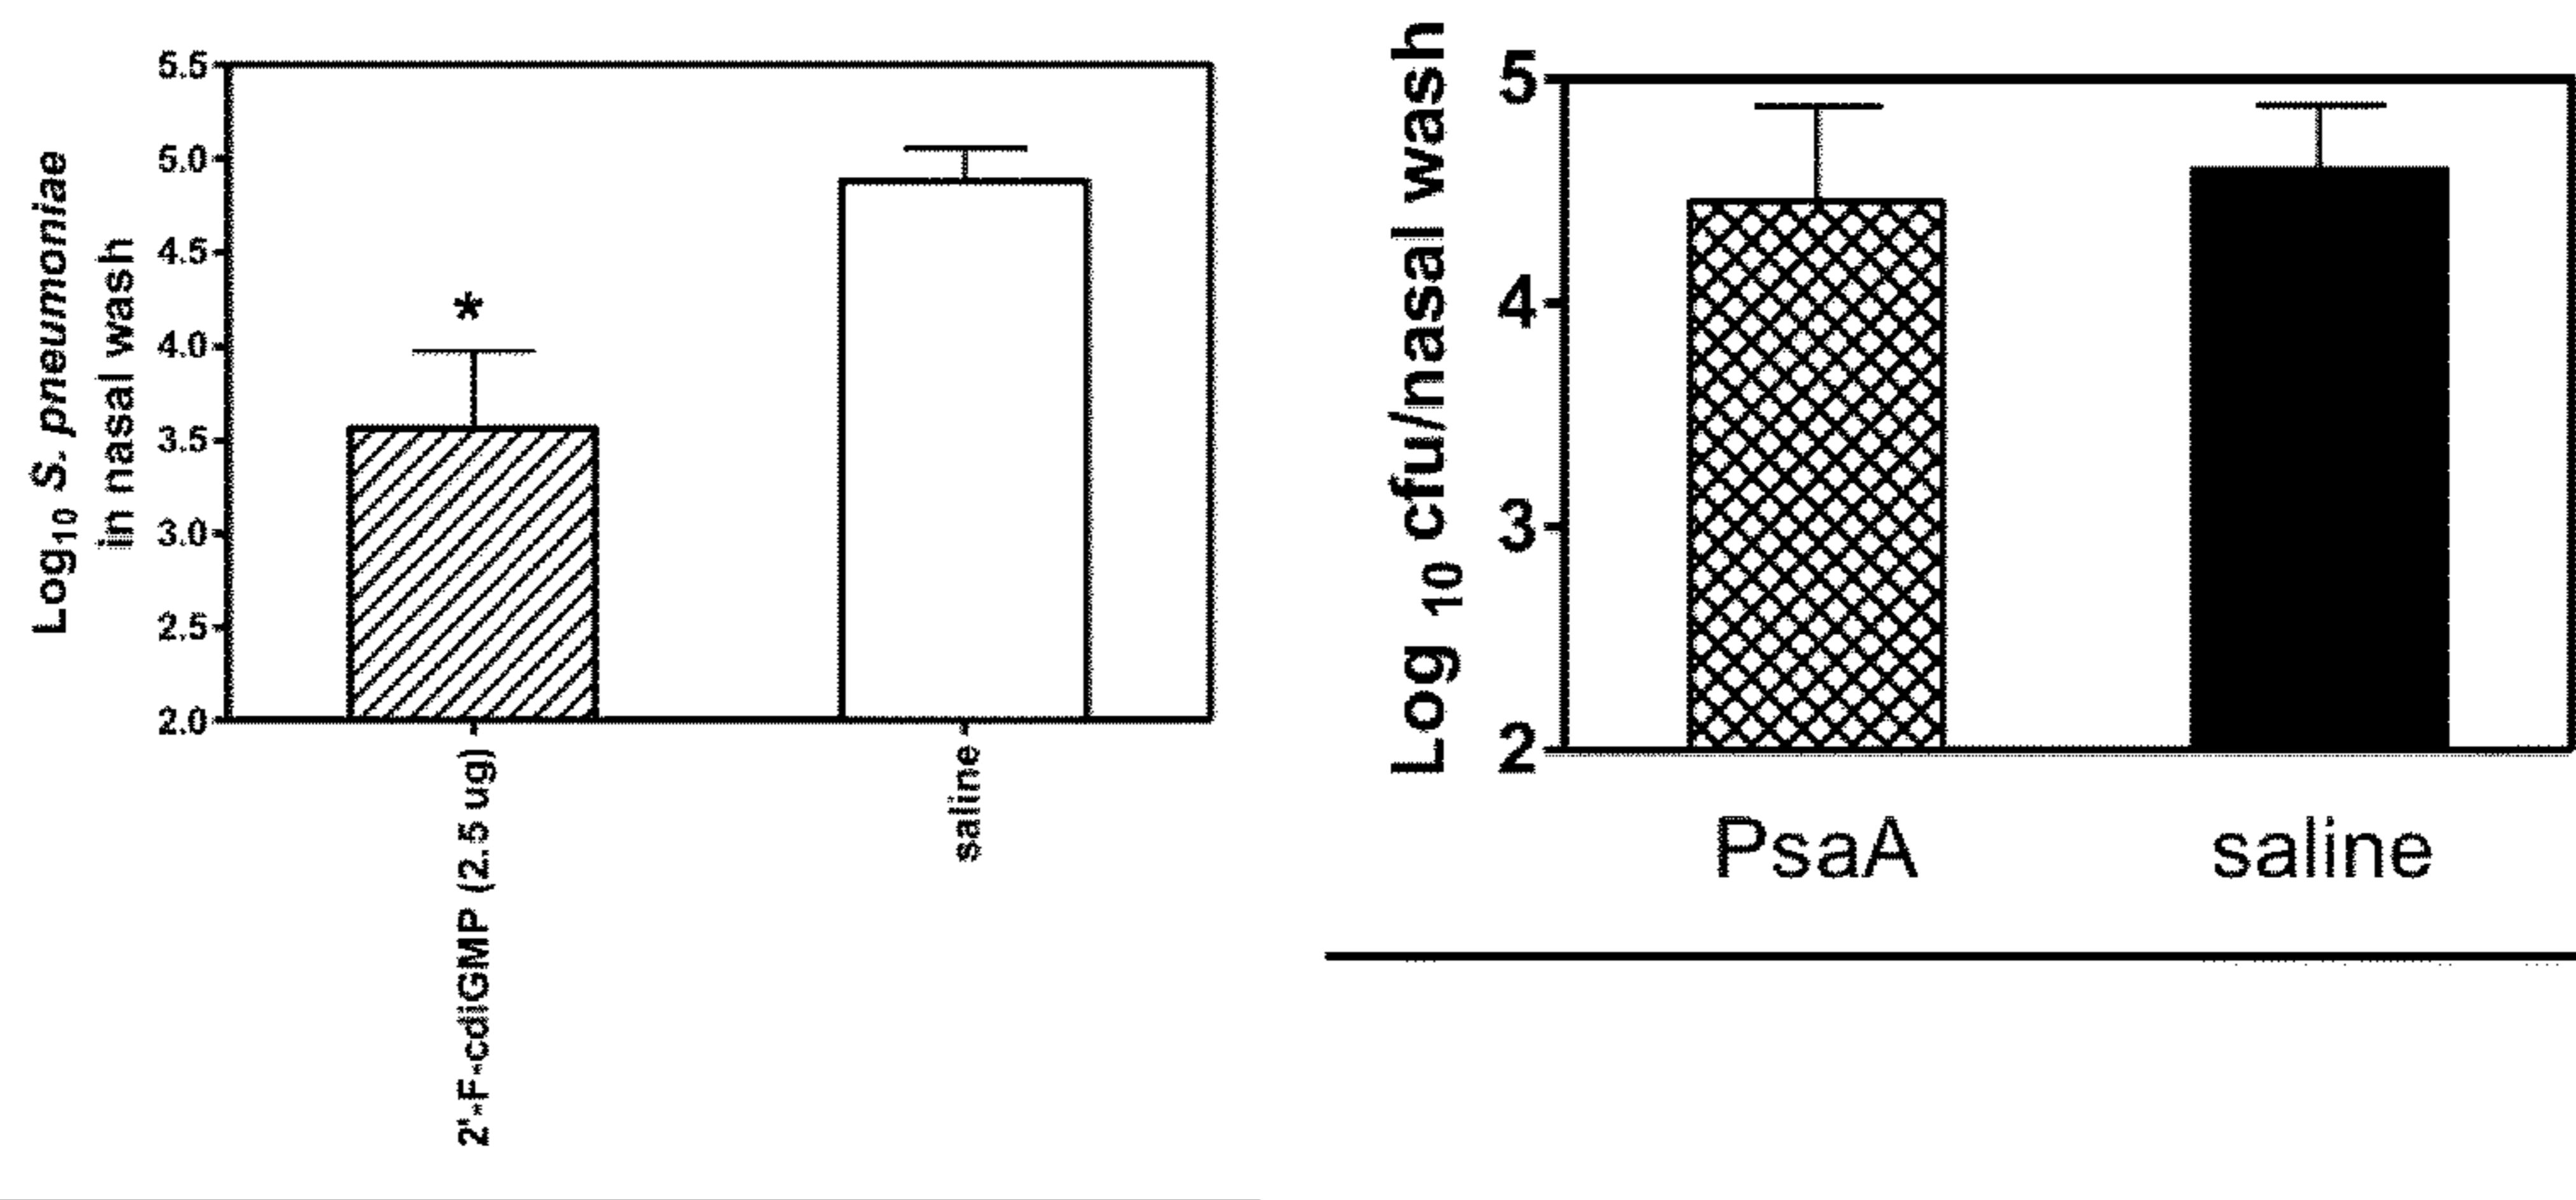 Log10 S. pneumoniae
in nasal wash
5.5
5.0
4.5
4.0
3.5
3.0
2.5
2.0
*
2'-F-cdiGMP (2.5 ug)
saline
Log 10 cfu/nasal wash
5
4
3
2
PsaA
saline